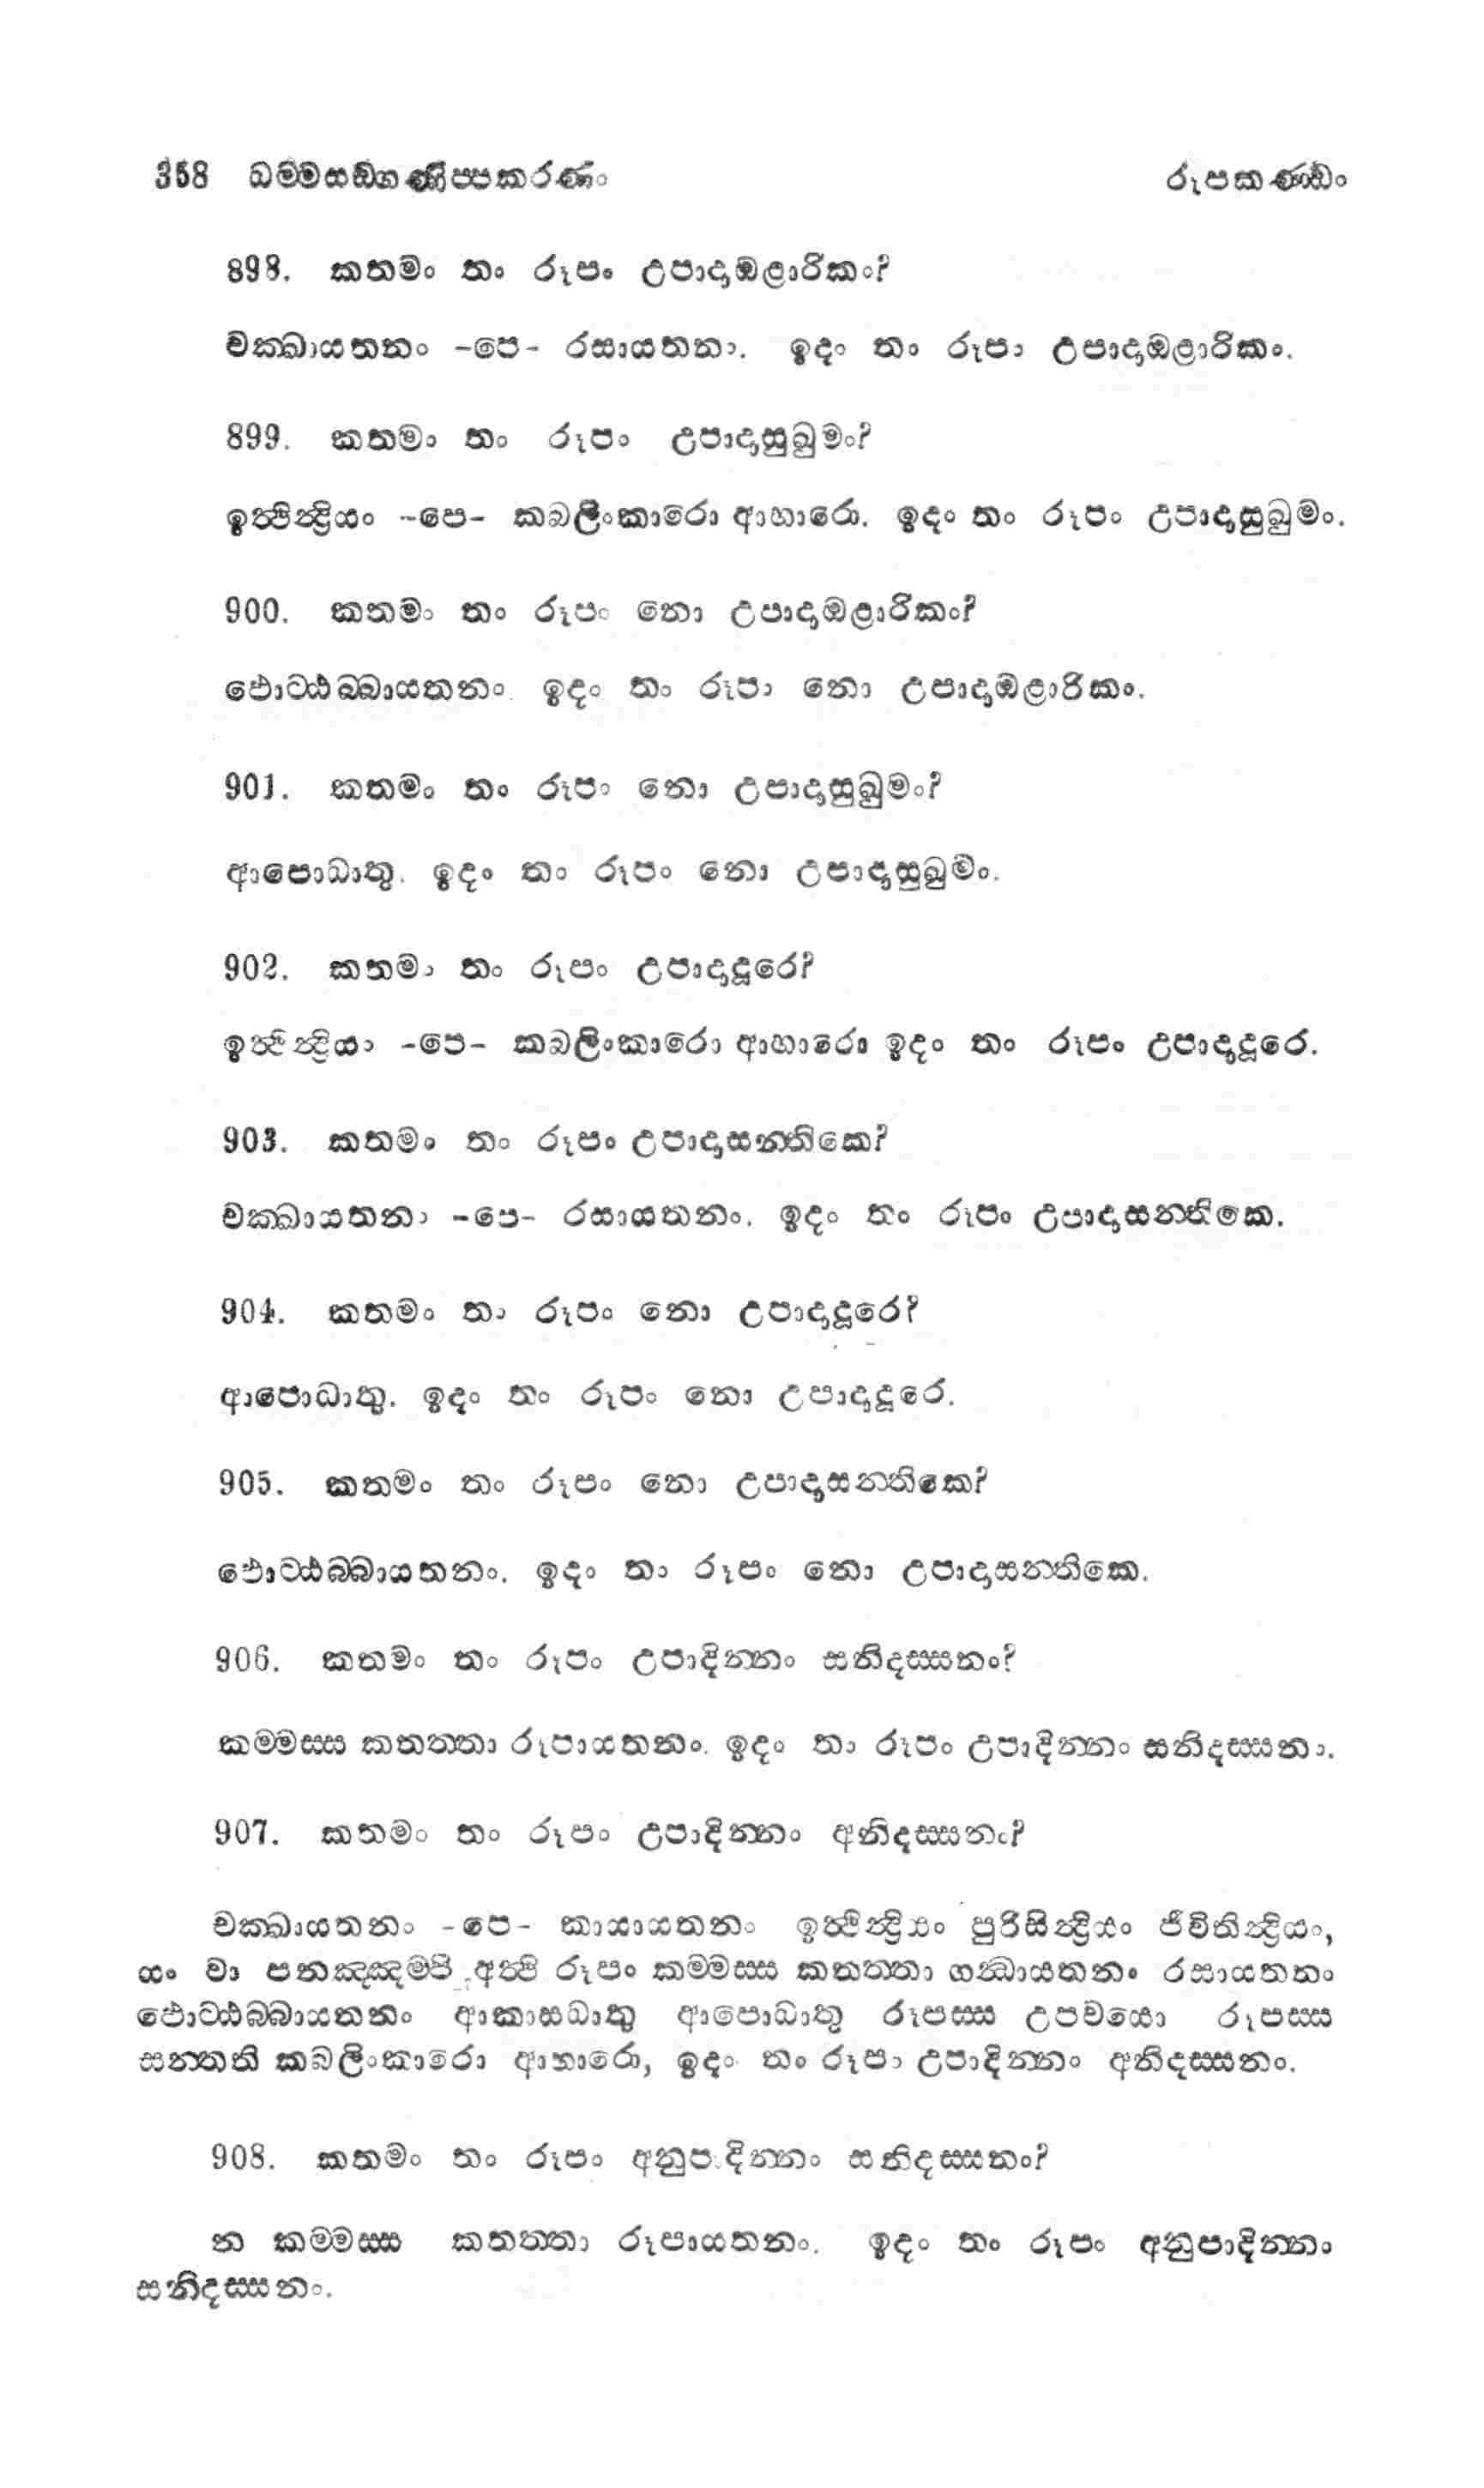 358 ධම්මසඞ්ගණිප්පකරණං රූපකණ්ඩං
898. කතමං තං රූපං උපාදාඔළාරිකං?
චක්ඛායතනං -පෙ- රසායතනං. ඉදං තං රූපං උපාදාඔළාරිකං.
899. කතමං තං රූපං උපාදාසුඛුමං?
ඉත්ථින්ද්‍රියං -පෙ- කබළීංකාරො ආහාරො. ඉදං තං රූපං උපාදාසුඛුමං.
900. කතමං තං රූපං නො උපාදාඔළාරිකං?
ඵොට්ඨබ්බායතනං. ඉදං තං රූපං නො උපාදාඔළාරිකං.
901. කතමං තං රූපං නො උපාදාසුඛුමං?
ආපොධාතු. ඉදං තං රූපං නො උපාදාසුඛුමං.
902. කතමං තං රූපං උපාදාදූරෙ?
ඉත්ථින්ද්‍රියං -පෙ- කබලිංකාරො ආහාරො ඉදං තං රූපං උපාදාදූරෙ.
903. කතමං තං රූපං උපාදාසන්තිකෙ?
චක්ඛායතනං -පෙ- රසායතනං. ඉදං තං රූපං උපාදාසන්තිකෙ.
904. කතමං තං රූපං නො උපාදාදූරෙ?
ආපොධාතු. ඉදං තං රූපං නො උපාදාදූරෙ.
905. කතමං තං රූපං නො උපාදාසන්තිකෙ?
ඵොට්ඨබ්බායතනං. ඉදං තං රූපං නො උපාදාසන්තිකෙ.
906. කතමං තං රූපං උපාදින්නං සනිදස්සනං?
කම්මස්ස කතත්තා රූපායතනං. ඉදං තං රූපං උපාදින්නං සනිදස්සනං.
907. කතමං තං රූපං උපාදින්නං අනිදස්සනං?
චක්ඛායතනං -පෙ- කායායතනං ඉත්ථින්ද්‍රියං පුරිසින්ද්‍රියං ජීවිතින්ද්‍රියං,
යං වා පනඤ්ඤම්පි අත්ථි රූපං කම්මස්ස කතත්තා ගන්ධායතනං රසායතනං
ඵොට්ඨබ්බායතනං ආකාසධාතු ආපොධාතු රූපස්ස උපචයො රූපස්ස
සන්තති කබලිංකාරො ආහාරො, ඉදං තං රූපං උපාදින්නං අනිදස්සනං.
908. කතමං තං රූපං අනුපාදින්නං සනිදස්සනං?
න කම්මස්ස කතත්තා රූපායතනං. ඉදං තං රූපං අනුපාදින්නං
සනිදස්සනං.